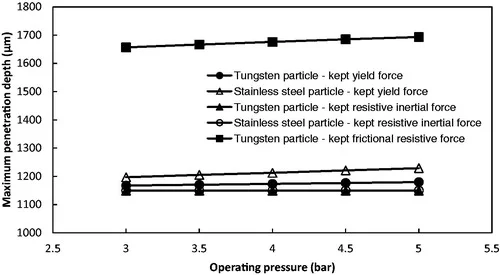 Maximum penetration depth (µm)
1800
1700
1600
1500
1400
1300
1200
1100
1000
Tungsten particle - kept yield force
Stainless steel particle - kept yield force
Tungsten particle - kept resistive inertial force
Stainless steel particle - kept resistive inertial force
Tungsten particle - kept frictional resistive force
2.5 3 3.5 4 4.5 5 5.5
Operating pressure (bar)